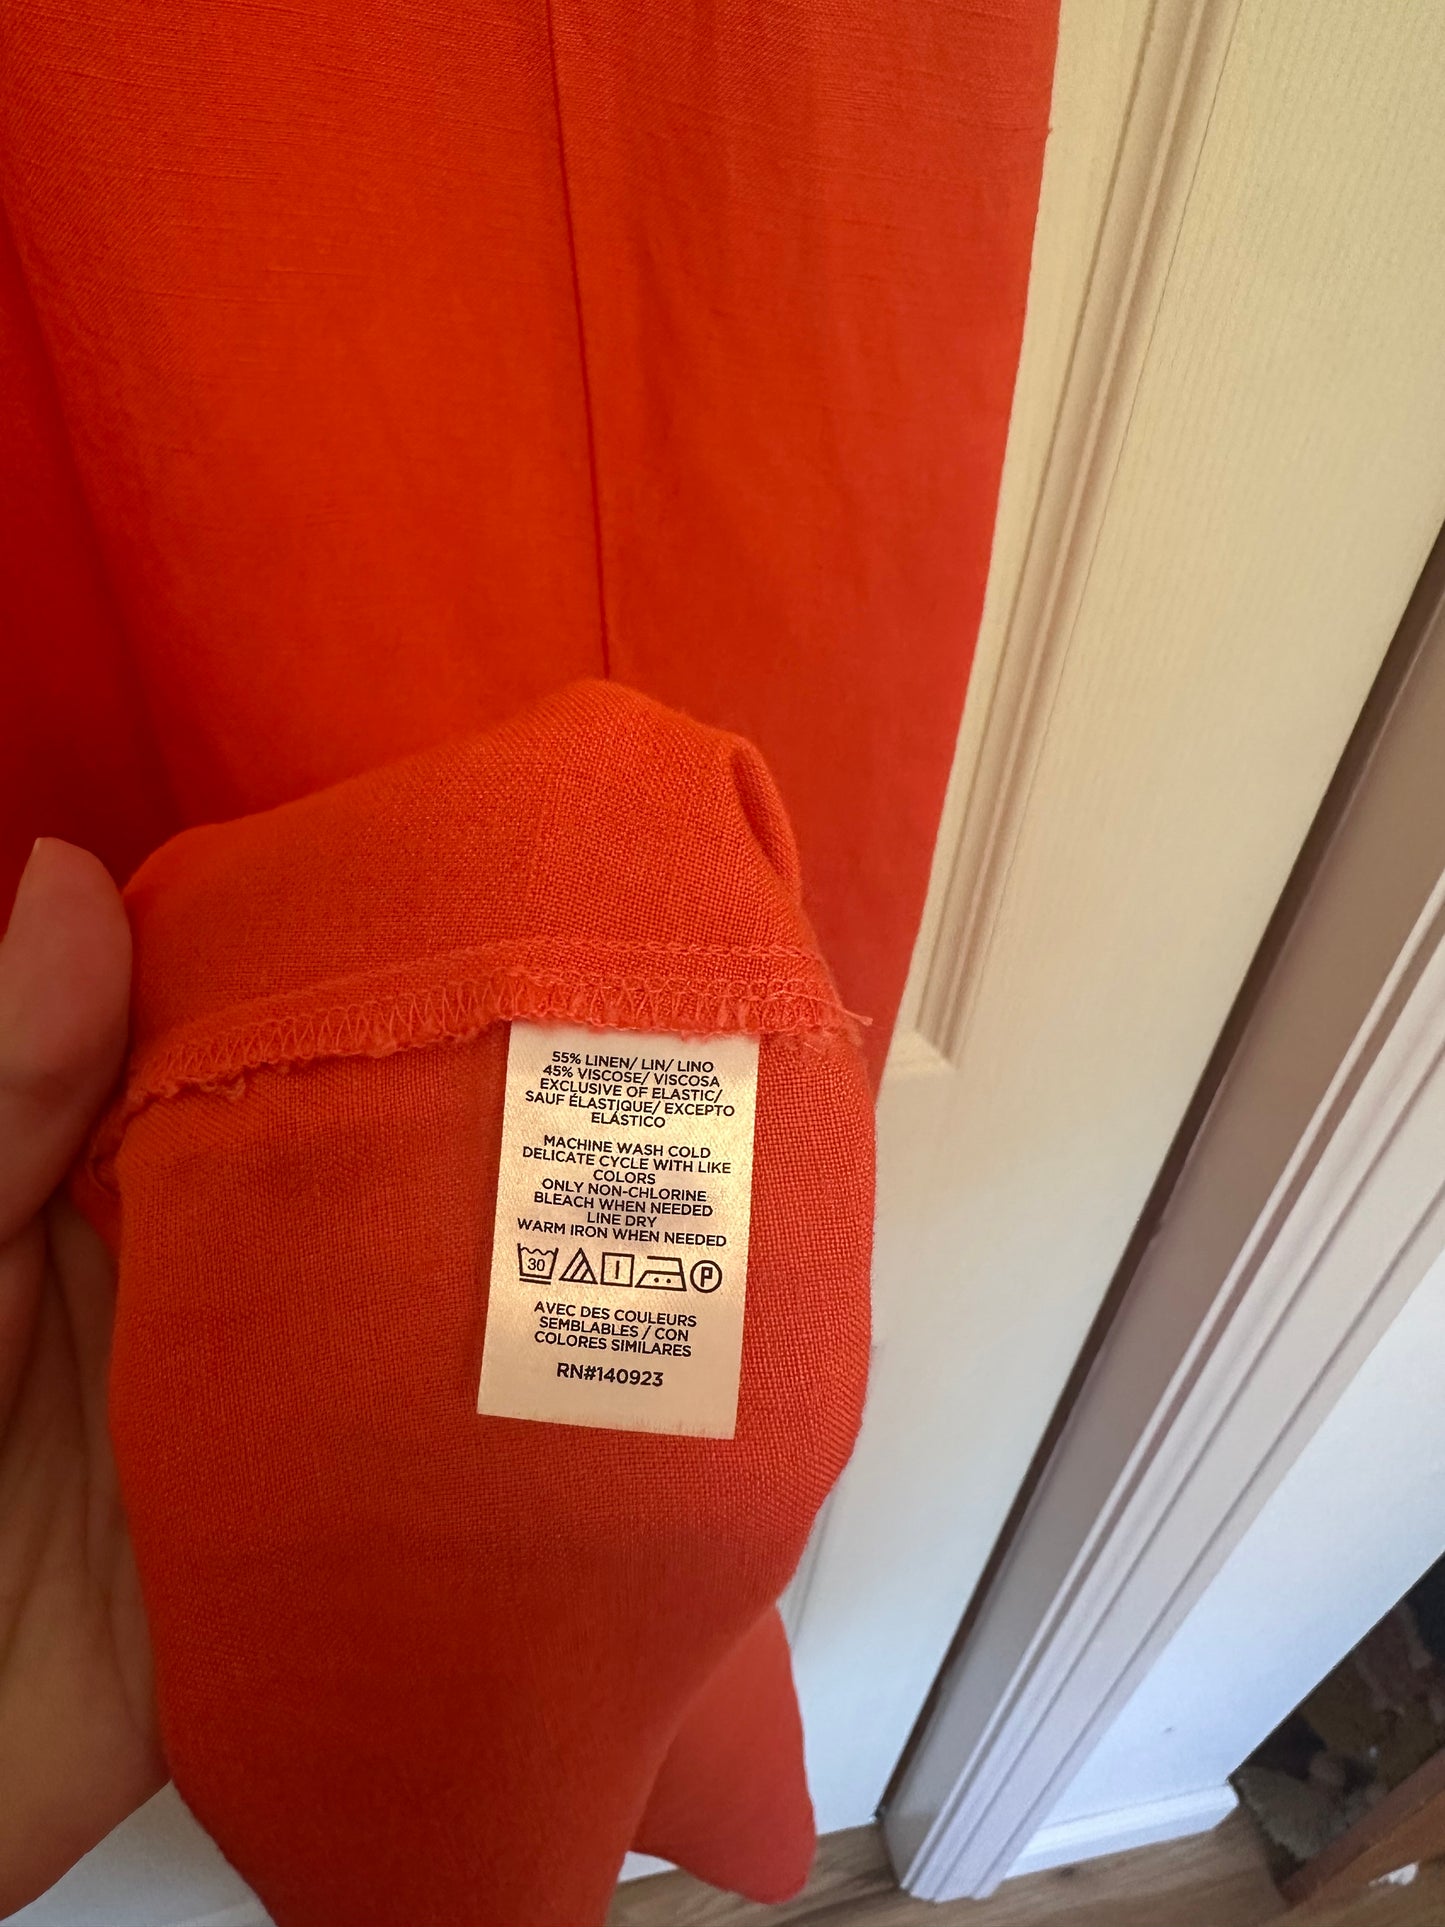 55% LINEN/ LIN/ LINO
45% VISCOSE/ VISCOSA
EXCLUSIVE OF ELASTIC/
SAUF ÉLASTIQUE/ EXCEPTO
ELÁSTICO
MACHINE WASH COLD
DELICATE CYCLE WITH LIKE
COLORS
ONLY NON-CHLORINE
BLEACH WHEN NEEDED
LINE DRY
WARM IRON WHEN NEEDED
30 P
AVEC DES COULEURS
SEMBLABLES / CON
COLORES SIMILARES
RN#140923